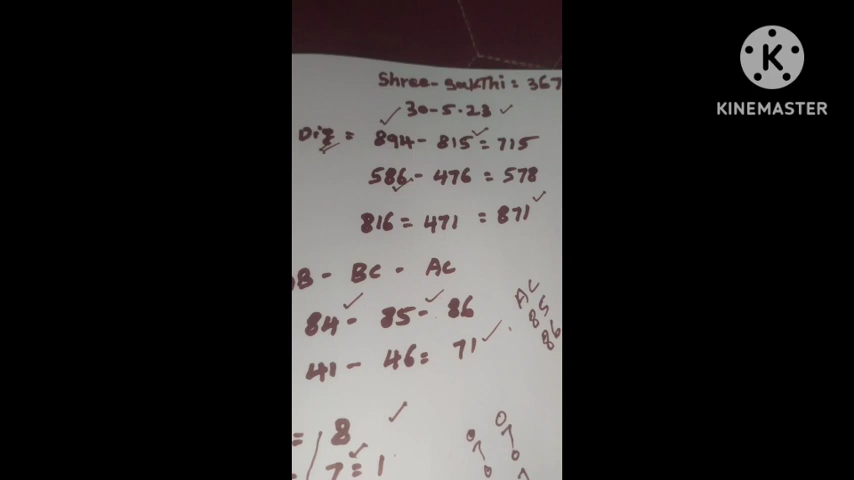 Shree-SakThi = 367
30-5-23
Diz = 894 - 815 = 715
586 - 476 = 578
816 = 471 = 871
B - BC - AC
84 - 85 - 86
41 - 46 = 71
AC
85
86
= 8
7 = 1
K
KINEMASTER